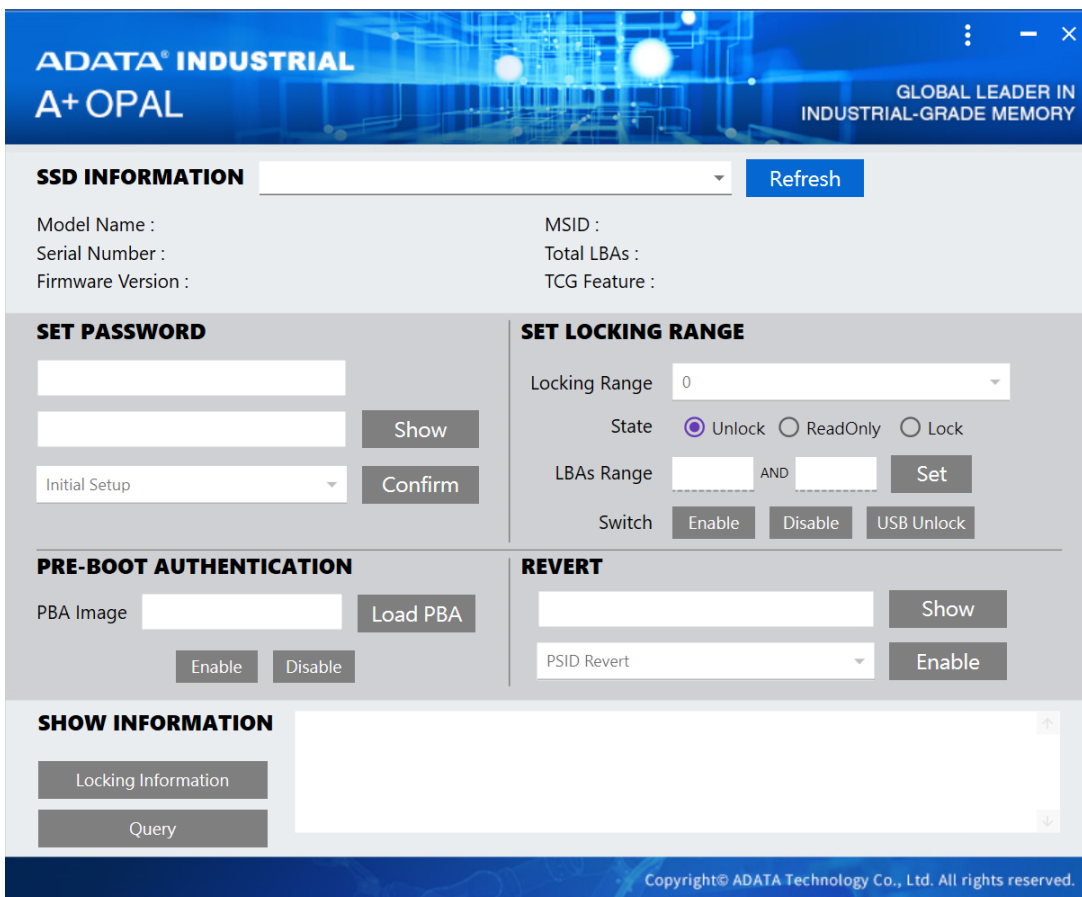 ADATA® INDUSTRIAL
A+ OPAL
GLOBAL LEADER IN
INDUSTRIAL-GRADE MEMORY
SSD INFORMATION
Refresh
Model Name :
MSID :
Serial Number :
Total LBAs :
Firmware Version :
TCG Feature :
SET PASSWORD
Show
Initial Setup
Confirm
SET LOCKING RANGE
Locking Range 0
State Unlock ReadOnly Lock
LBAs Range AND Set
Switch Enable Disable USB Unlock
PRE-BOOT AUTHENTICATION
PBA Image Load PBA
Enable Disable
REVERT
Show
PSID Revert Enable
SHOW INFORMATION
Locking Information
Query
Copyright© ADATA Technology Co., Ltd. All rights reserved.